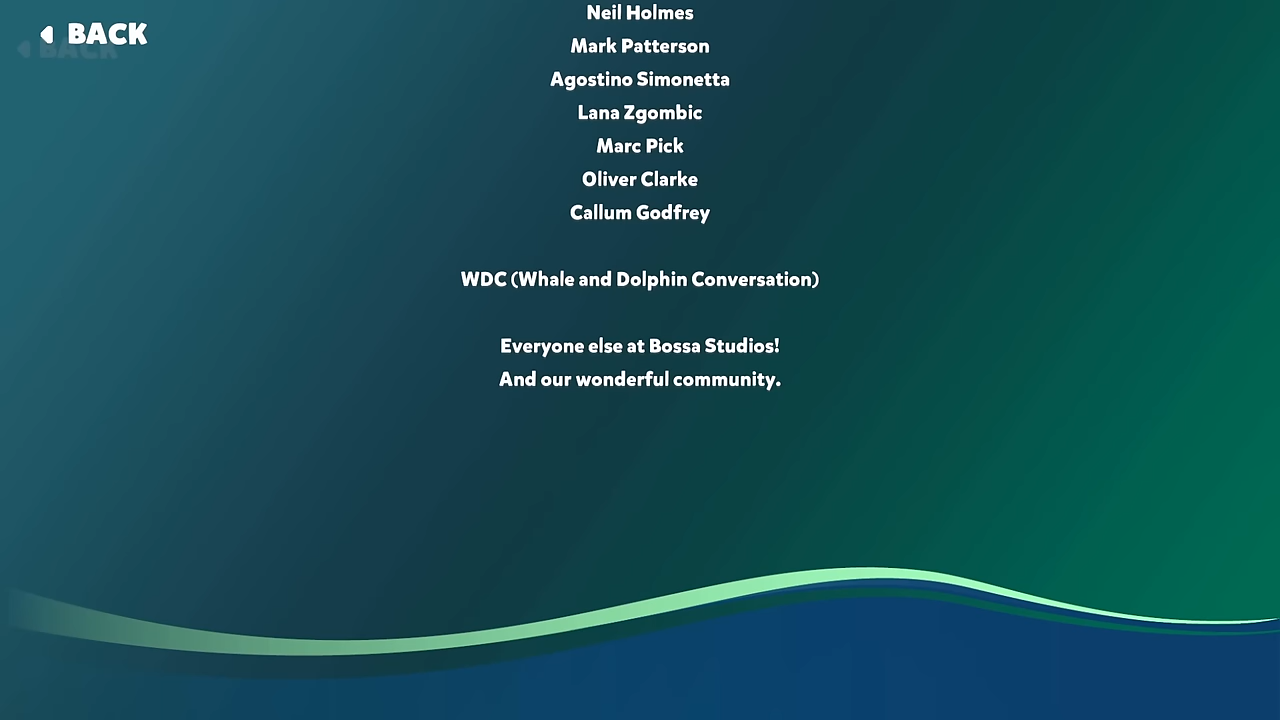 BACK
Neil Holmes
Mark Patterson
Agostino Simonetta
Lana Zgombic
Marc Pick
Oliver Clarke
Callum Godfrey
WDC (Whale and Dolphin Conversation)
Everyone else at Bossa Studios!
And our wonderful community.